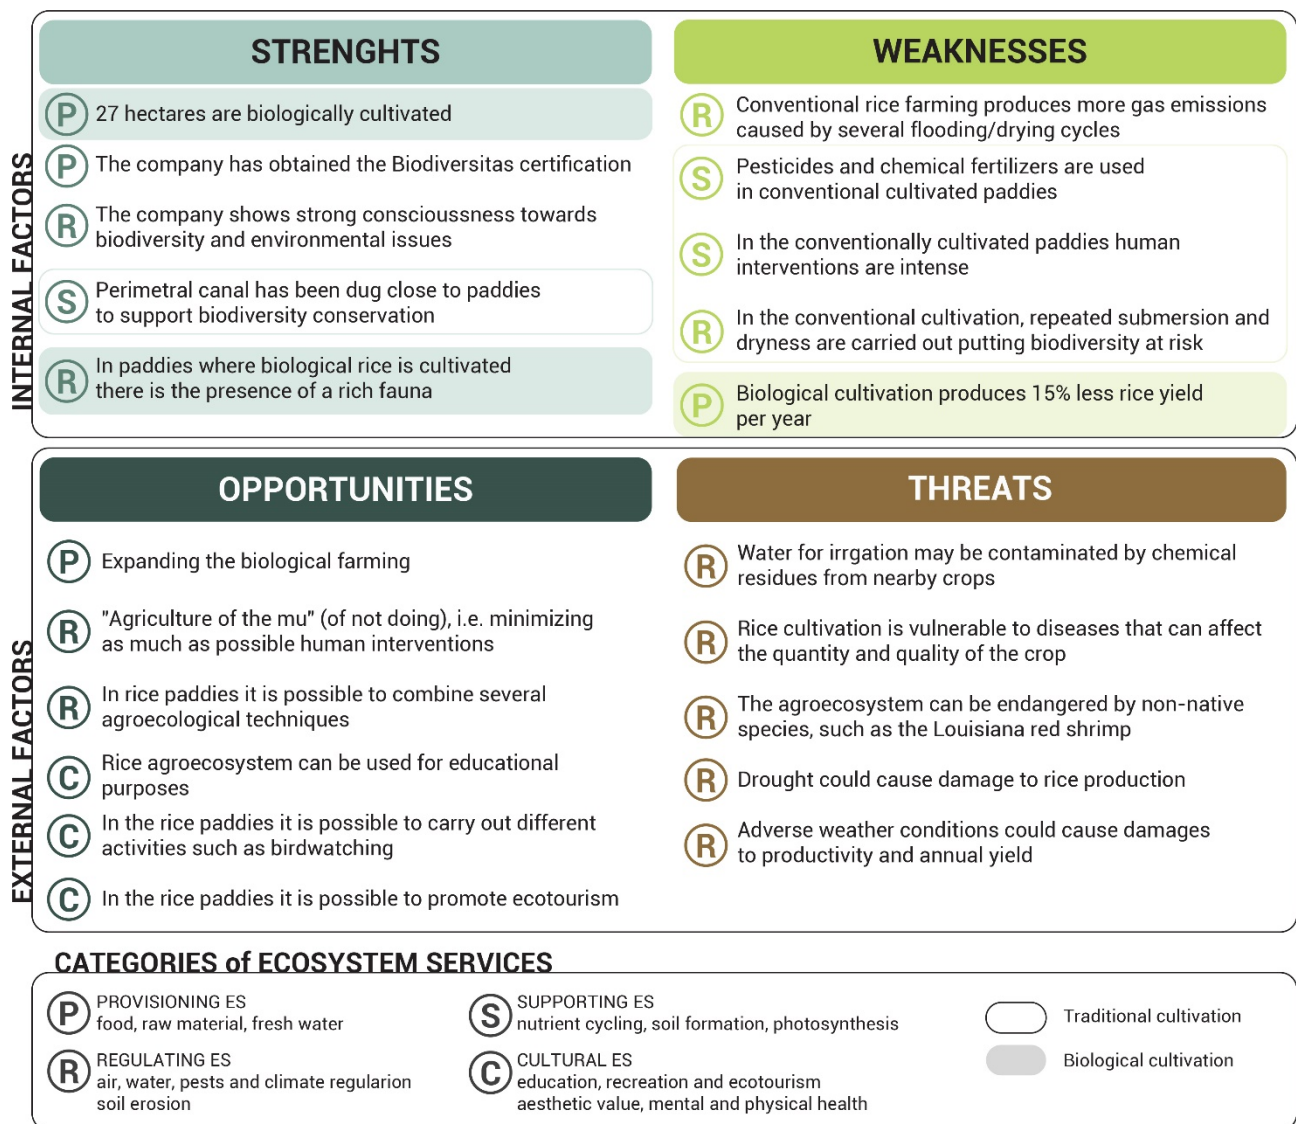 INTERNAL FACTORS
STRENGHTS
P 27 hectares are biologically cultivated
P The company has obtained the Biodiversitas certification
R The company shows strong consciousness towards
biodiversity and environmental issues
S Perimetral canal has been dug close to paddies
to support biodiversity conservation
R In paddies where biological rice is cultivated
there is the presence of a rich fauna
WEAKNESSES
R Conventional rice farming produces more gas emissions
caused by several flooding/drying cycles
S Pesticides and chemical fertilizers are used
in conventional cultivated paddies
S In the conventionally cultivated paddies human
interventions are intense
R In the conventional cultivation, repeated submersion and
dryness are carried out putting biodiversity at risk
P Biological cultivation produces 15% less rice yield
per year
EXTERNAL FACTORS
OPPORTUNITIES
P Expanding the biological farming
R "Agriculture of the mu" (of not doing), i.e. minimizing
as much as possible human interventions
R In rice paddies it is possible to combine several
agroecological techniques
C Rice agroecosystem can be used for educational
purposes
C In the rice paddies it is possible to carry out different
activities such as birdwatching
C In the rice paddies it is possible to promote ecotourism
THREATS
R Water for irrgation may be contaminated by chemical
residues from nearby crops
R Rice cultivation is vulnerable to diseases that can affect
the quantity and quality of the crop
R The agroecosystem can be endangered by non-native
species, such as the Louisiana red shrimp
R Drought could cause damage to rice production
R Adverse weather conditions could cause damages
to productivity and annual yield
CATEGORIES of ECOSYSTEM SERVICES
P PROVISIONING ES
food, raw material, fresh water
R REGULATING ES
air, water, pests and climate regularion
soil erosion
S SUPPORTING ES
nutrient cycling, soil formation, photosynthesis
C CULTURAL ES
education, recreation and ecotourism
aesthetic value, mental and physical health
Traditional cultivation
Biological cultivation